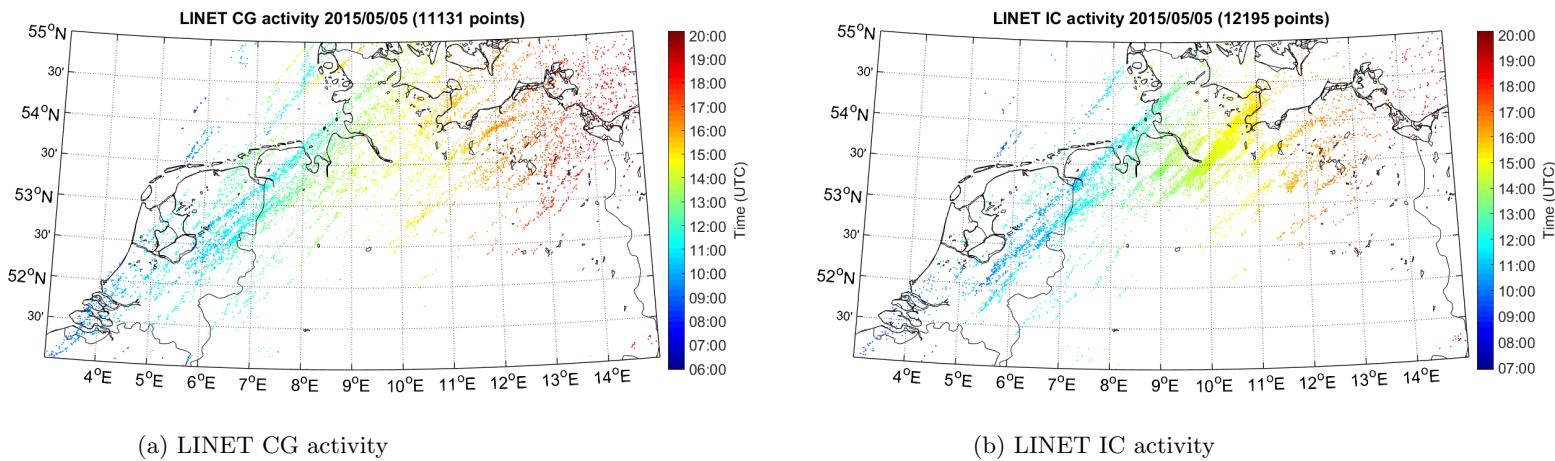 LINET CG activity 2015/05/05 (11131 points)
55°N
30'
54°N
30'
53°N
30'
52°N
30'
4°E 5°E 6°E 7°E 8°E 9°E 10°E 11°E 12°E 13°E 14°E
20:00
19:00
18:00
17:00
16:00
15:00
14:00
13:00
12:00
11:00
10:00
09:00
08:00
07:00
06:00
Time (UTC)
(a) LINET CG activity
LINET IC activity 2015/05/05 (12195 points)
55°N
30'
54°N
30'
53°N
30'
52°N
30'
4°E 5°E 6°E 7°E 8°E 9°E 10°E 11°E 12°E 13°E 14°E
20:00
19:00
18:00
17:00
16:00
15:00
14:00
13:00
12:00
11:00
10:00
09:00
08:00
07:00
Time (UTC)
(b) LINET IC activity